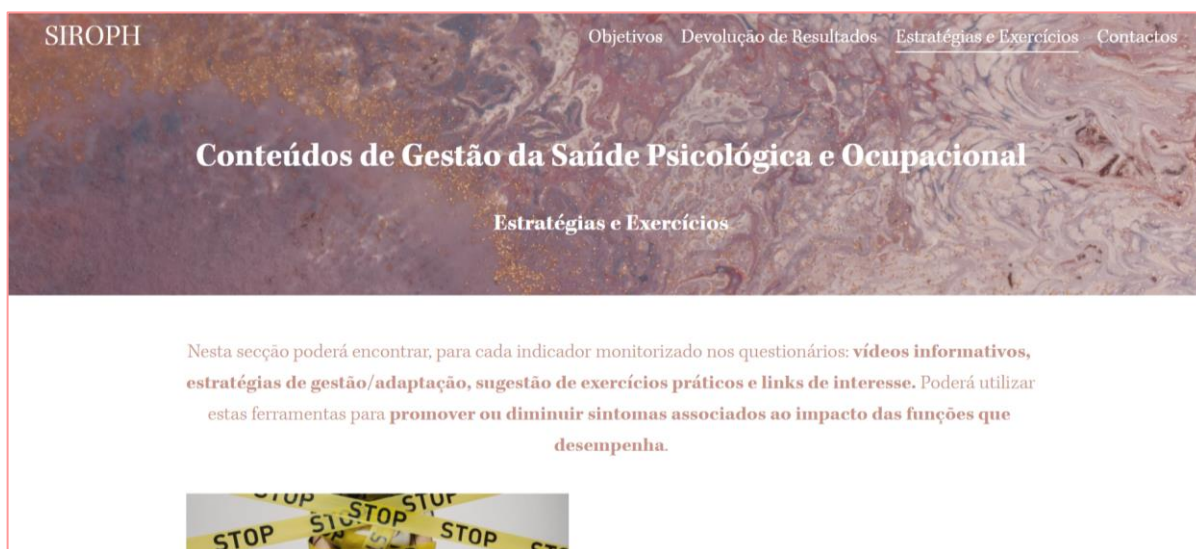 SIROPH
Objetivos Devolução de Resultados Estratégias e Exercícios Contactos
Conteúdos de Gestão da Saúde Psicológica e Ocupacional
Estratégias e Exercícios
Nesta secção poderá encontrar, para cada indicador monitorizado nos questionários: vídeos informativos,
estratégias de gestão/adaptação, sugestão de exercícios práticos e links de interesse. Poderá utilizar
estas ferramentas para promover ou diminuir sintomas associados ao impacto das funções que
desempenha.
STOP STOP
STOP STOP STOP STOP